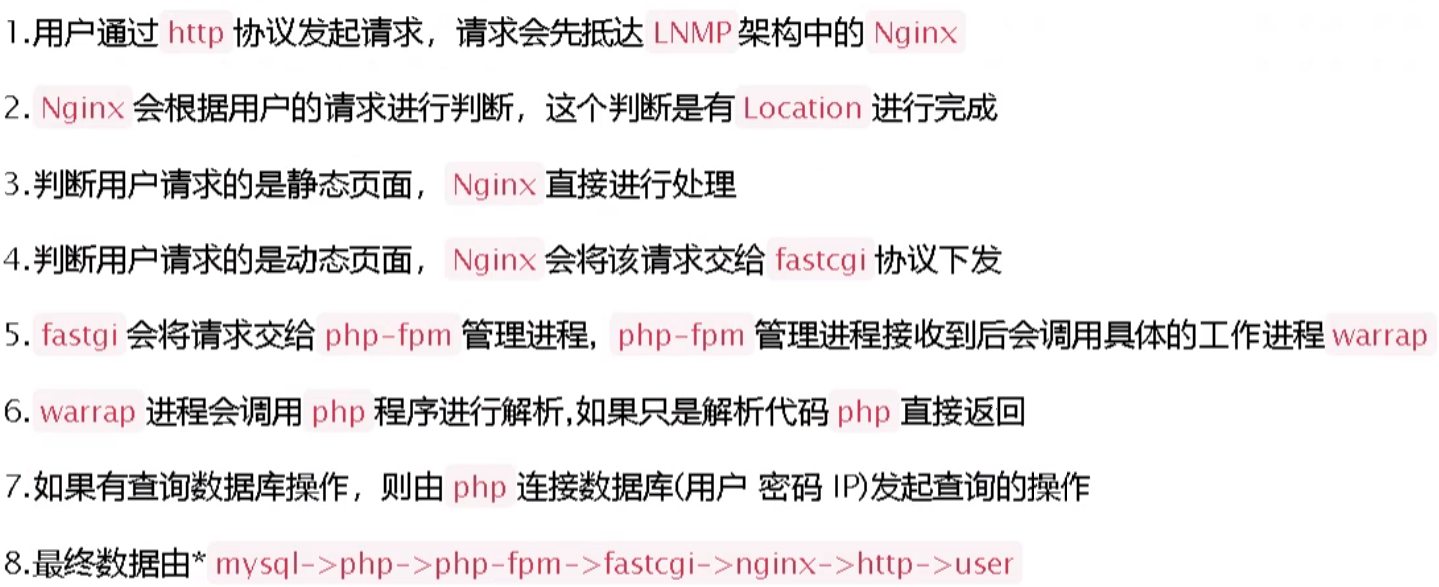 1.用户通过 http 协议发起请求，请求会先抵达 LNMP 架构中的 Nginx
2. Nginx 会根据用户的请求进行判断，这个判断是有 Location 进行完成
3.判断用户请求的是静态页面， Nginx 直接进行处理
4.判断用户请求的是动态页面， Nginx 会将该请求交给 fastcgi 协议下发
5. fastgi 会将请求交给 php-fpm 管理进程， php-fpm 管理进程接收到后会调用具体的工作进程 warrap
6. warrap 进程会调用 php 程序进行解析,如果只是解析代码 php 直接返回
7.如果有查询数据库操作，则由 php 连接数据库(用户 密码 IP)发起查询的操作
8.最终数据由* mysql->php->php-fpm->fastcgi->nginx->http->user